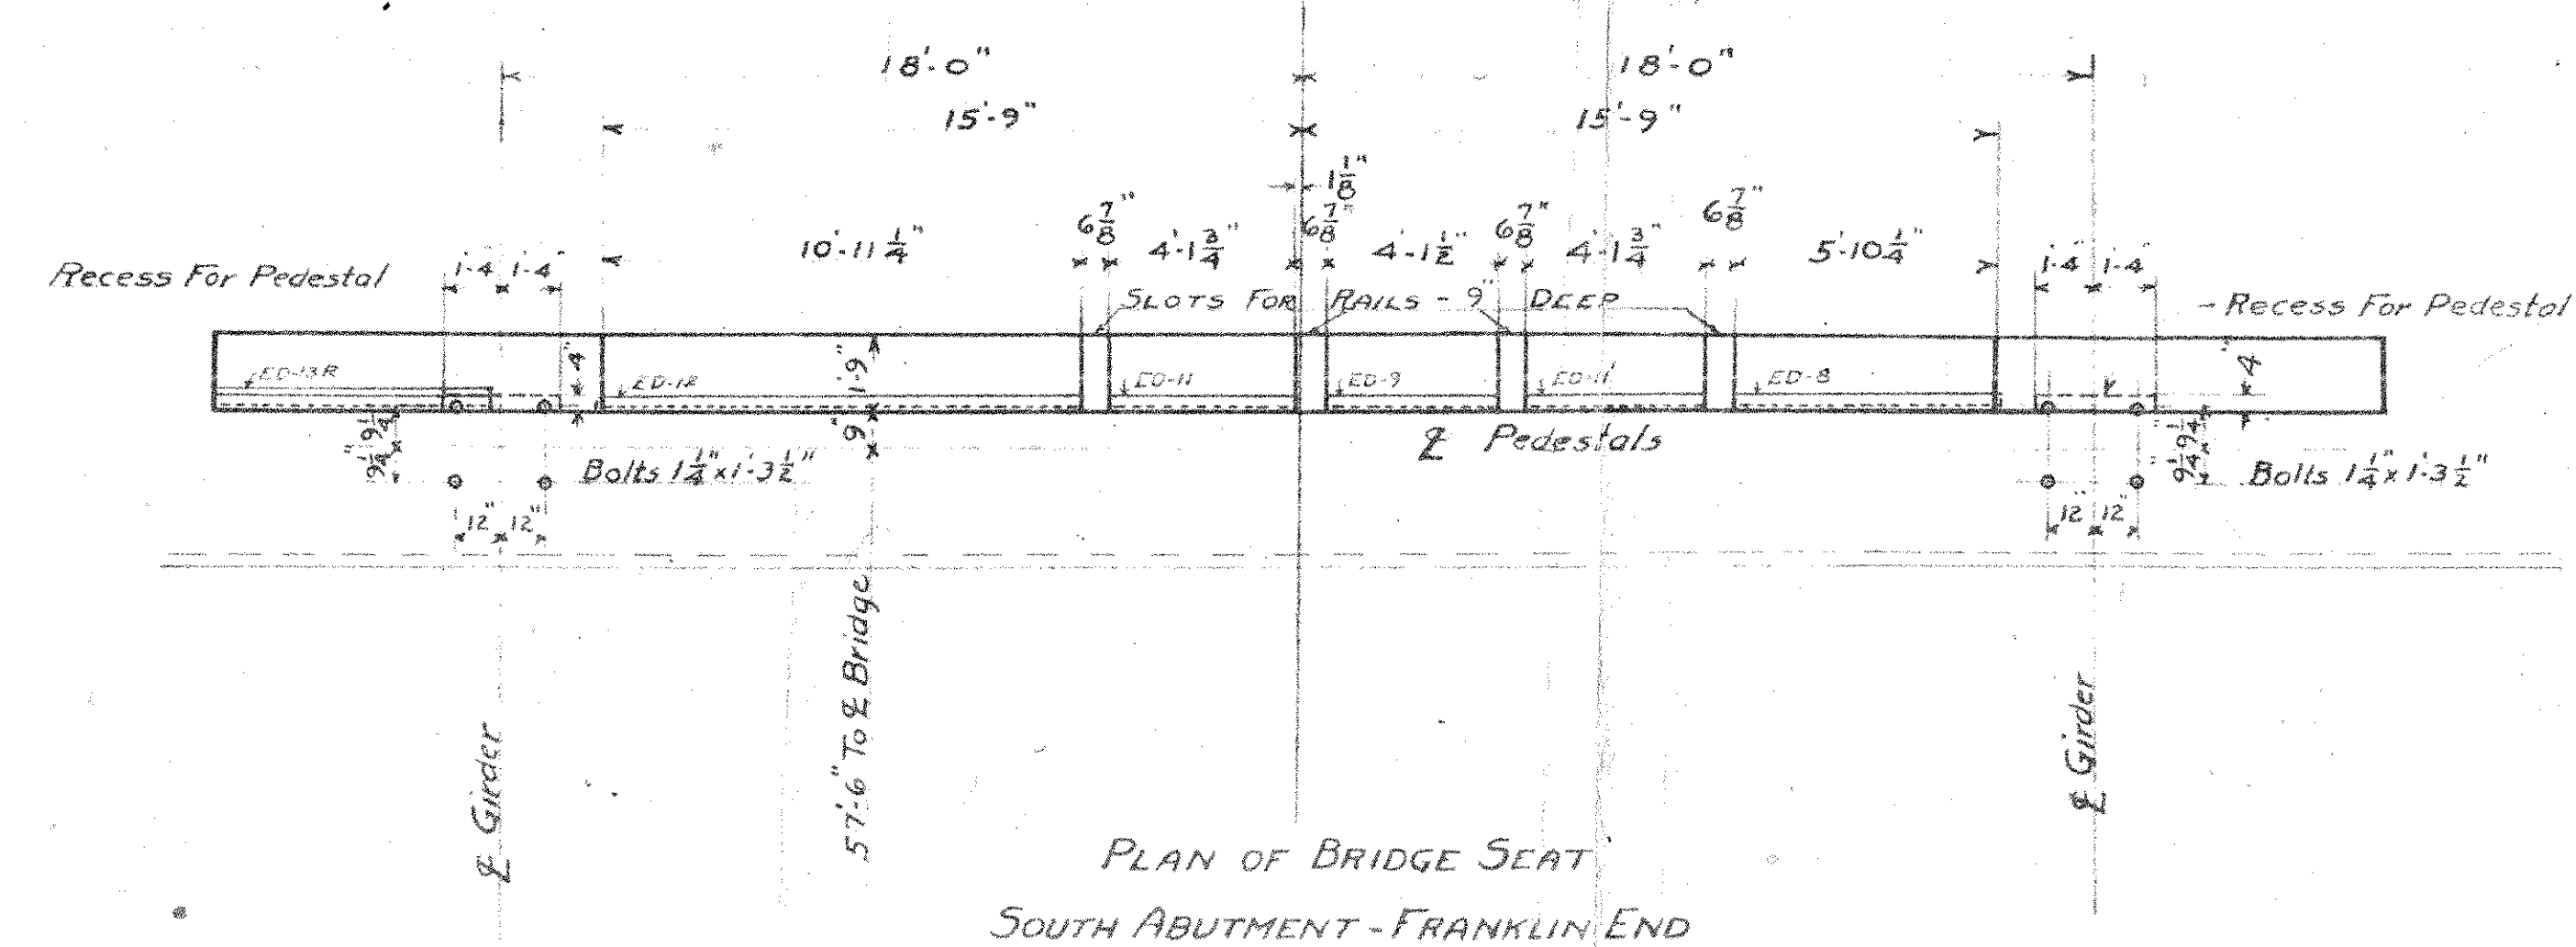 18'-0" 18'-0"
15'-9" 15'-9"
1 1/8"
10'-11 1/4" 6 7/8" 4'-1 3/4" 6 7/8" 4'-1 1/2" 6 7/8" 4'-1 3/4" 6 7/8" 5'-10 1/4"
Recess For Pedestal 1'-4" 1'-4" 1'-4" 1'-4" - Recess For Pedestal
SLOTS FOR RAILS - 9" DEEP
ED-13R 4" ED-12 1'-9" ED-11 ED-9 ED-11 ED-8 4"
9 1/4" 9 1/4" 9" ℄ Pedestals 9 1/4" 9 1/4"
Bolts 1 1/4" x 1'-3 1/2" Bolts 1 1/4" x 1'-3 1/2"
12" 12" 12" 12"
57'-6" To ℄ Bridge
℄ Girder ℄ Girder
PLAN OF BRIDGE SEAT
SOUTH ABUTMENT - FRANKLIN END